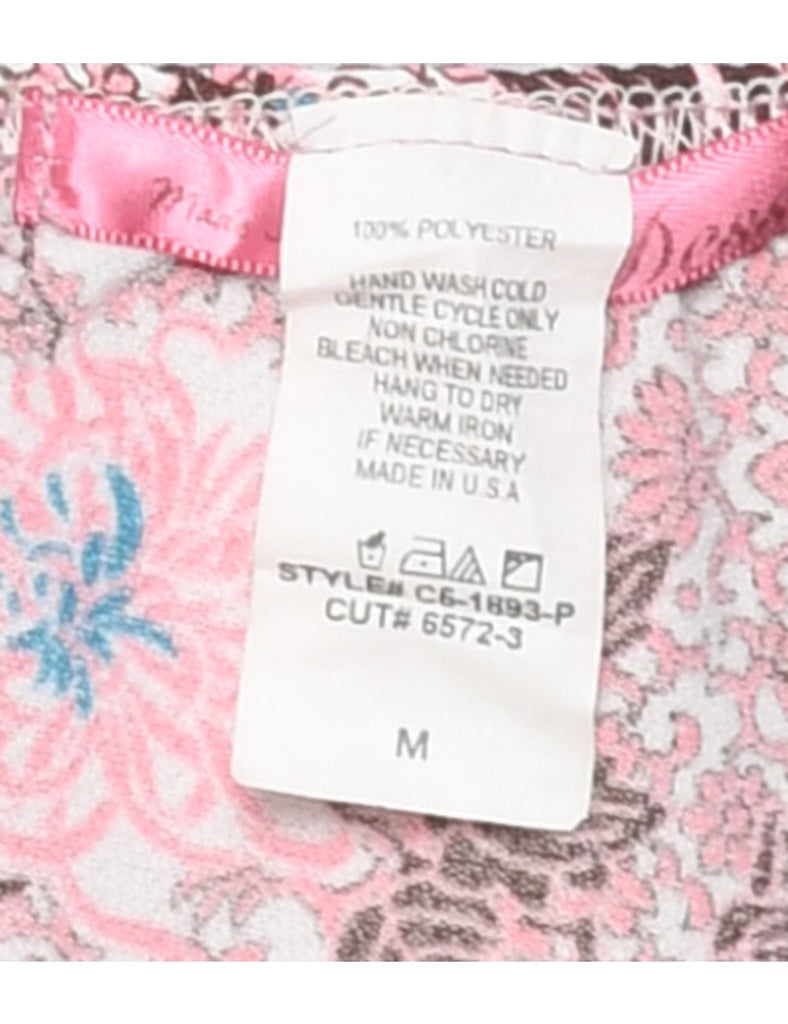 100% POLYESTER
HAND WASH COLD
GENTLE CYCLE ONLY
NON CHLORINE
BLEACH WHEN NEEDED
HANG TO DRY
WARM IRON
IF NECESSARY
MADE IN U.S.A
STYLE# C6-1893-P
CUT# 6572-3
M